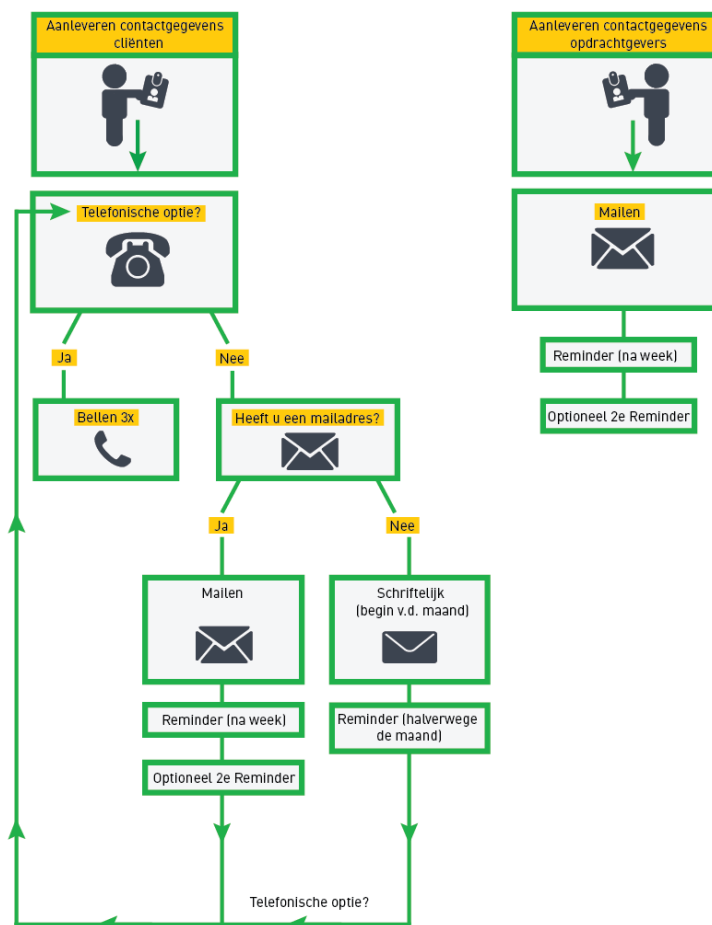 Aanleveren contactgegevens
cliënten
Aanleveren contactgegevens
opdrachtgevers
Telefonische optie?
Mailen
Ja
Nee
Reminder (na week)
Bellen 3x
Heeft u een mailadres?
Optioneel 2e Reminder
Ja
Nee
Mailen
Schriftelijk
(begin v.d. maand)
Reminder (na week)
Reminder (halverwege
de maand)
Optioneel 2e Reminder
Telefonische optie?